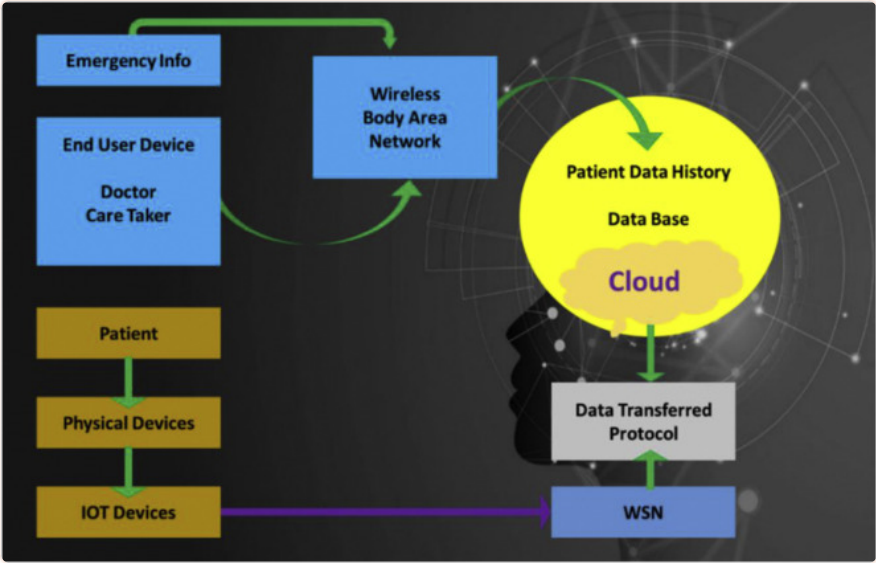 Emergency Info
End User Device
Doctor
Care Taker
Wireless
Body Area
Network
Patient Data History
Data Base
Cloud
Patient
Physical Devices
IOT Devices
Data Transferred
Protocol
WSN